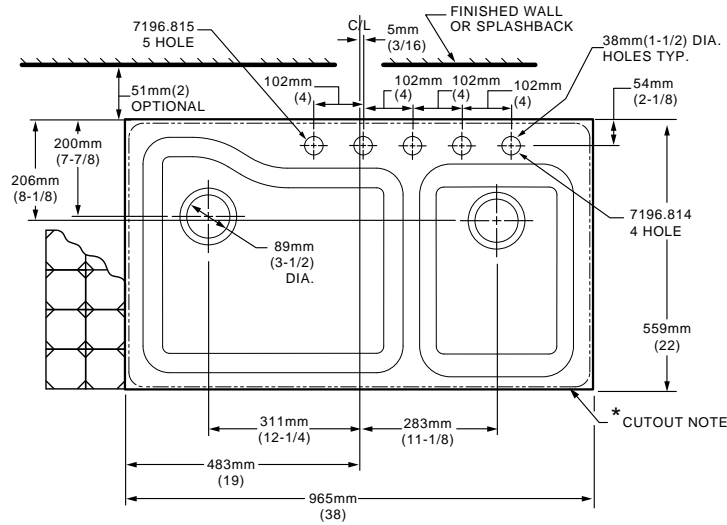 C/L
5mm
(3/16)
FINISHED WALL
OR SPLASHBACK
7196.815
5 HOLE
38mm(1-1/2) DIA.
HOLES TYP.
102mm
(4)
102mm
(4)
102mm
(4)
102mm
(4)
54mm
(2-1/8)
51mm(2)
OPTIONAL
200mm
(7-7/8)
206mm
(8-1/8)
89mm
(3-1/2)
DIA.
7196.814
4 HOLE
559mm
(22)
311mm
(12-1/4)
283mm
(11-1/8)
* CUTOUT NOTE
483mm
(19)
965mm
(38)